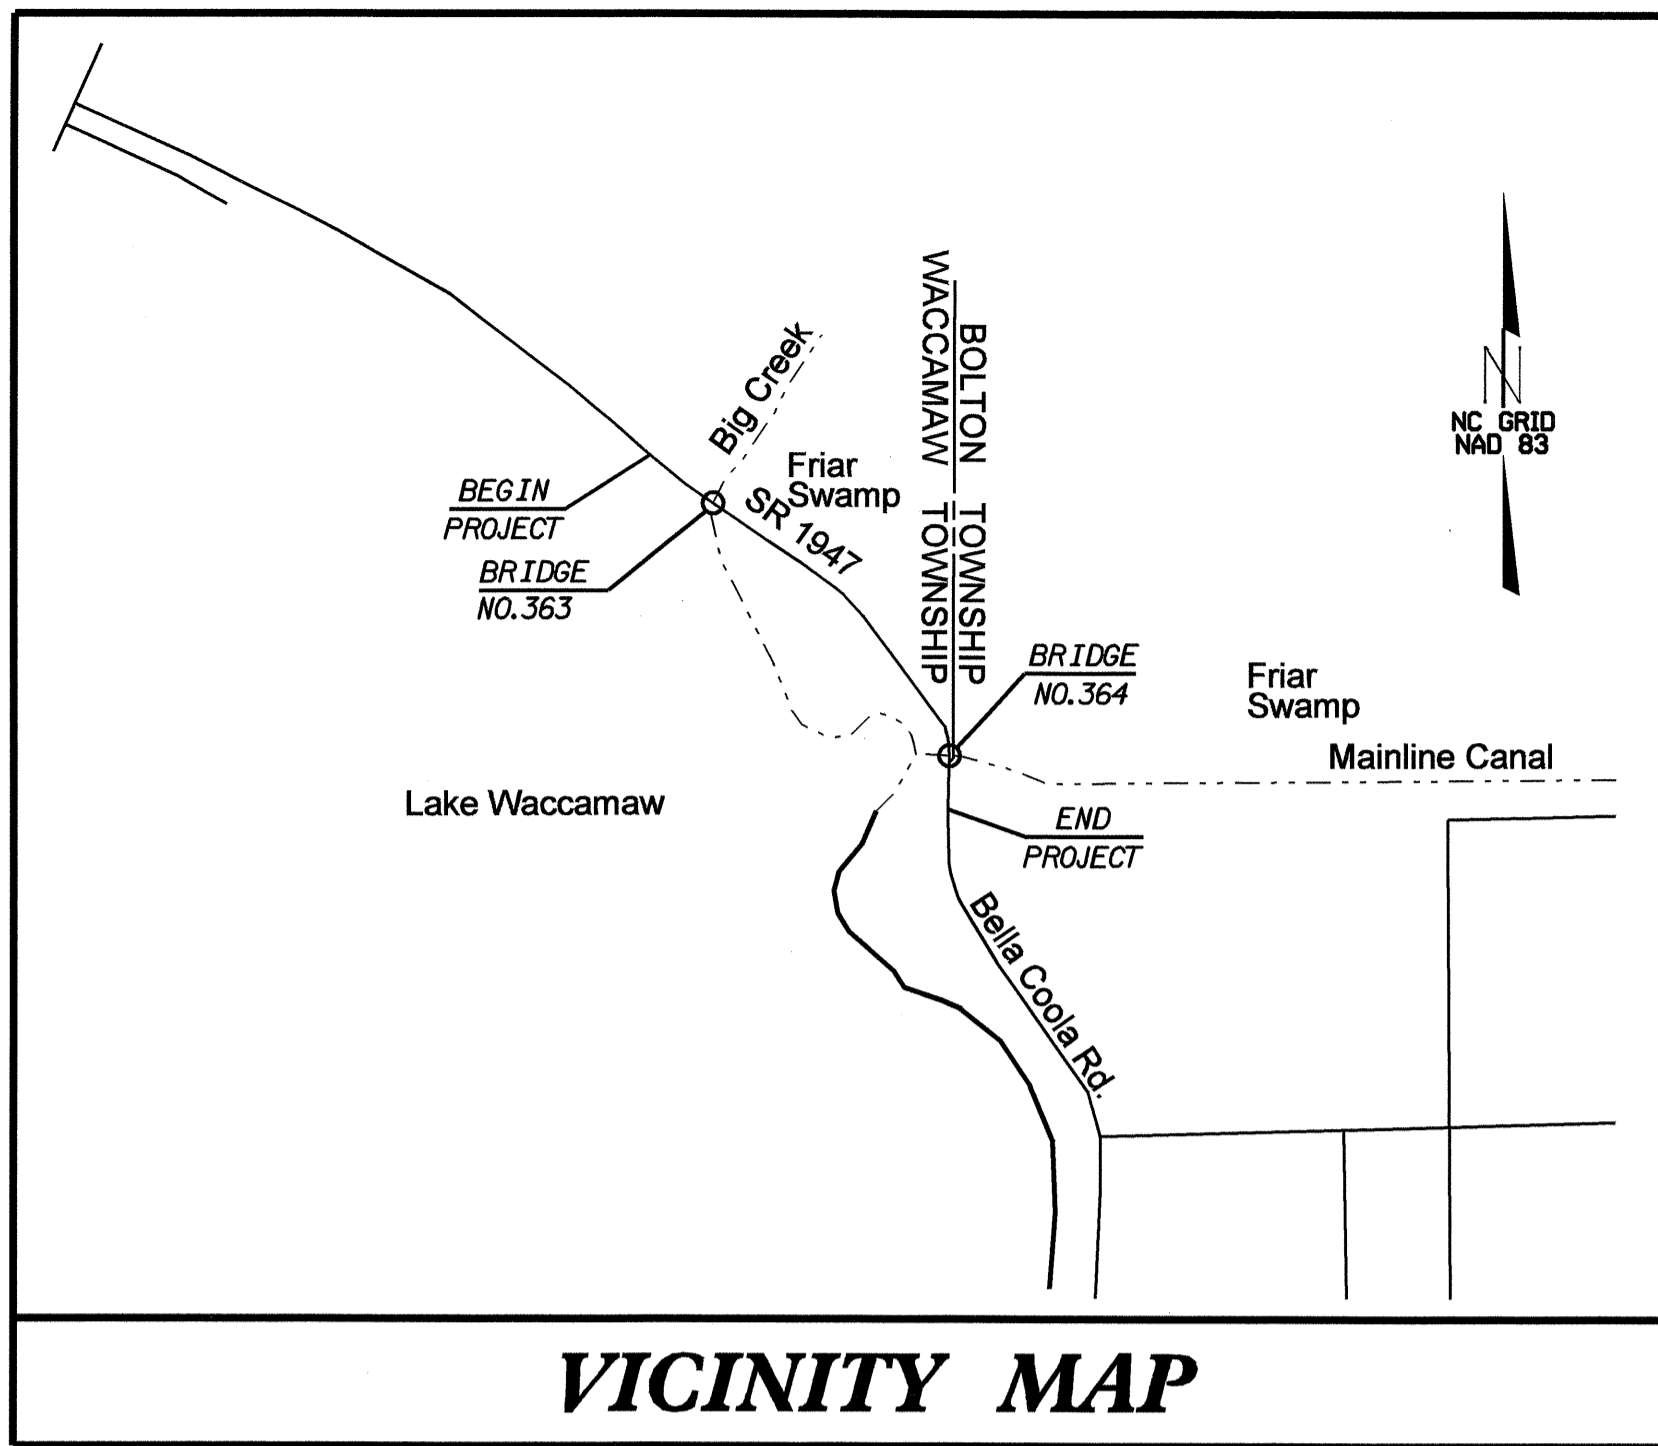 WACCAMAW TOWNSHIP
BOLTON TOWNSHIP
Big Creek
NC GRID
NAD 83
N
Friar
Swamp
BEGIN
PROJECT
SR 1947
BRIDGE
NO.363
BRIDGE
NO.364
Friar
Swamp
Mainline Canal
Lake Waccamaw
END
PROJECT
Bella Coola Rd.
VICINITY MAP